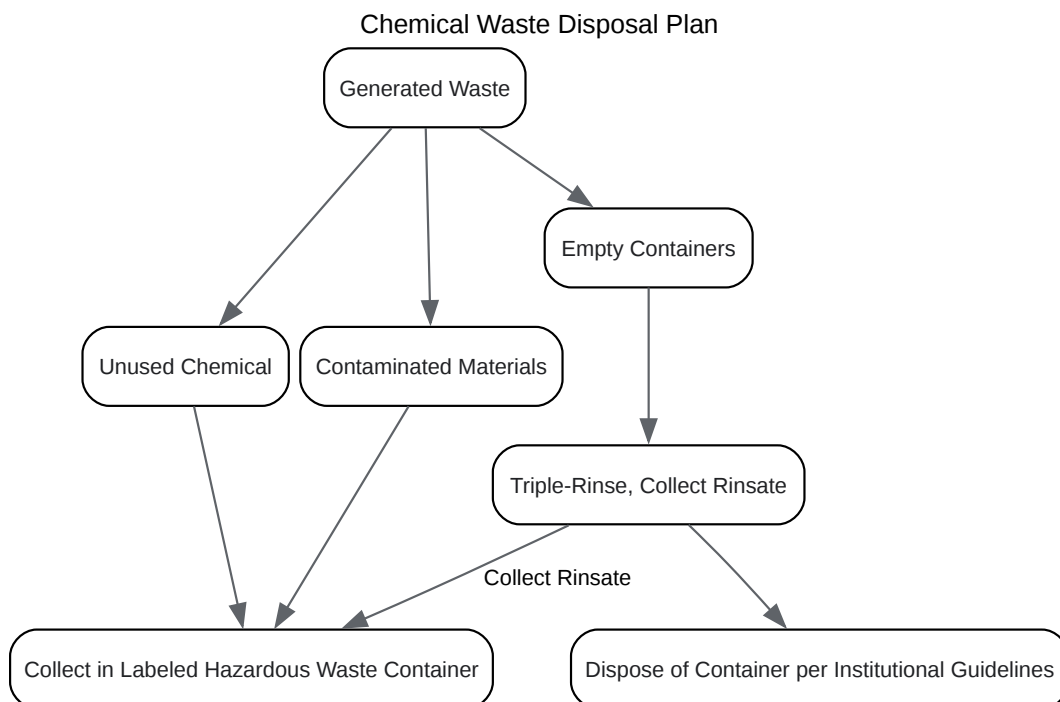 Chemical Waste Disposal Plan
Generated Waste
Empty Containers
Unused Chemical
Contaminated Materials
Triple-Rinse, Collect Rinsate
Collect Rinsate
Collect in Labeled Hazardous Waste Container
Dispose of Container per Institutional Guidelines